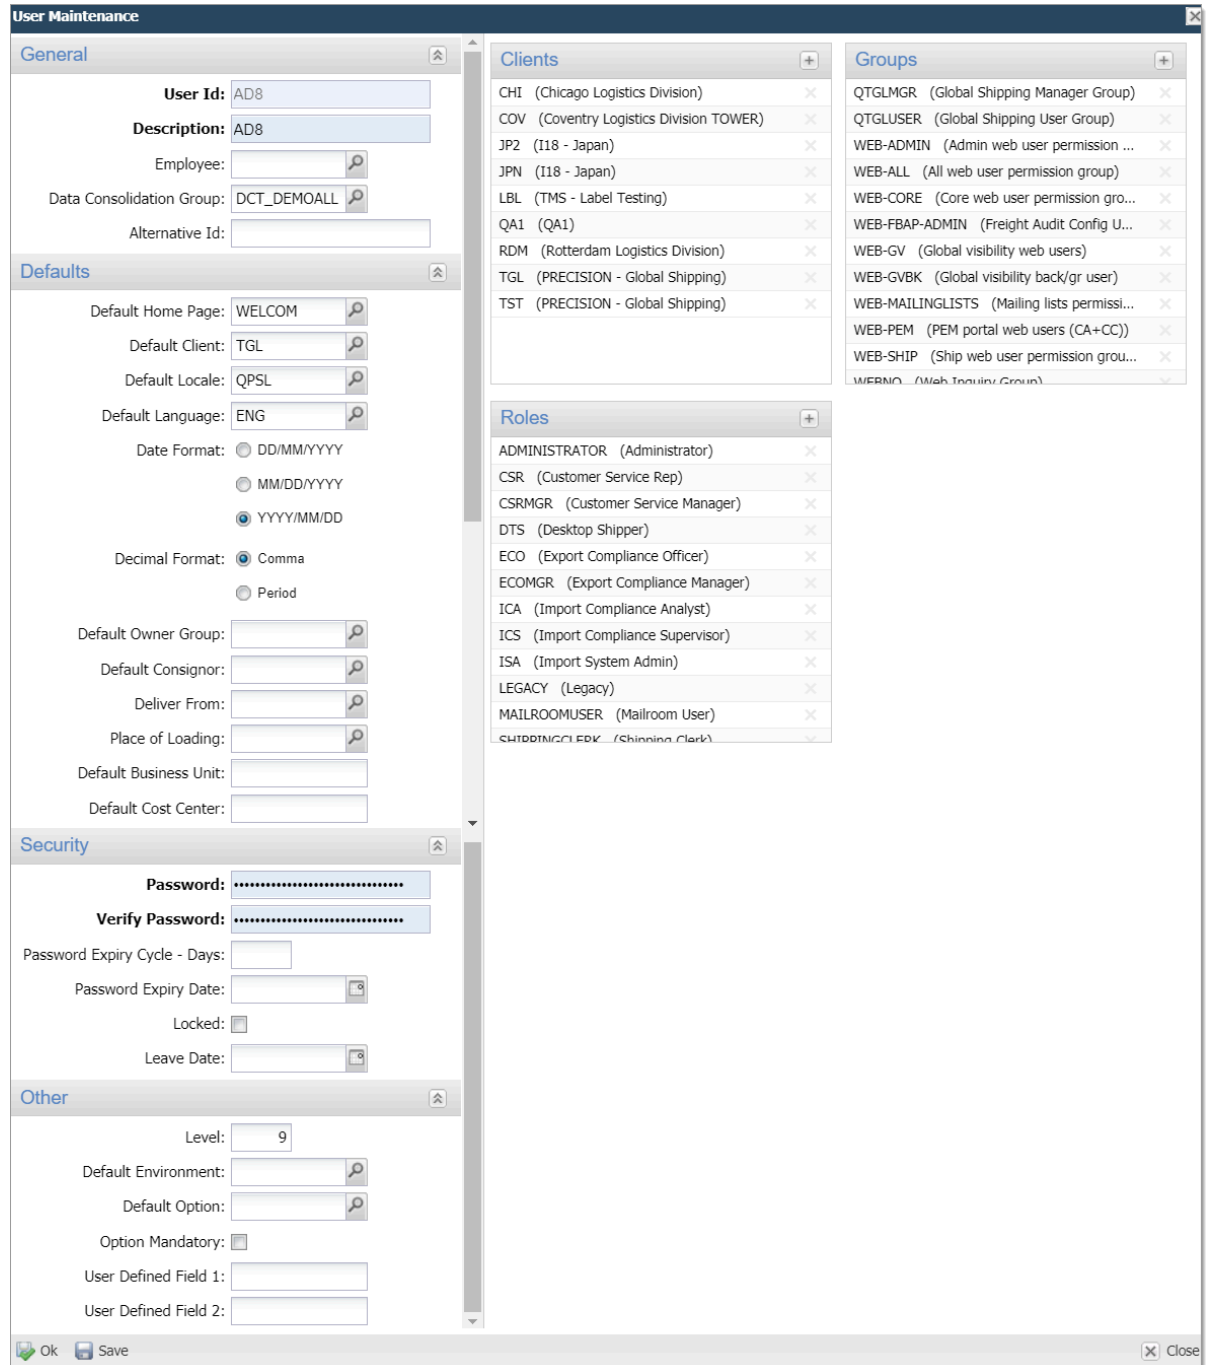 User Maintenance
General
User Id: AD8
Description: AD8
Employee:
Data Consolidation Group: DCT_DEMOALL
Alternative Id:
Defaults
Default Home Page: WELCOM
Default Client: TGL
Default Locale: QPSL
Default Language: ENG
Date Format: DD/MM/YYYY
MM/DD/YYYY
YYYY/MM/DD
Decimal Format: Comma
Period
Default Owner Group:
Default Consignor:
Deliver From:
Place of Loading:
Default Business Unit:
Default Cost Center:
Security
Password: ••••••••••••••••••••••••••••••••
Verify Password: ••••••••••••••••••••••••••••••••
Password Expiry Cycle - Days:
Password Expiry Date:
Locked:
Leave Date:
Other
Level: 9
Default Environment:
Default Option:
Option Mandatory:
User Defined Field 1:
User Defined Field 2:
Clients
CHI (Chicago Logistics Division)
COV (Coventry Logistics Division TOWER)
JP2 (I18 - Japan)
JPN (I18 - Japan)
LBL (TMS - Label Testing)
QA1 (QA1)
RDM (Rotterdam Logistics Division)
TGL (PRECISION - Global Shipping)
TST (PRECISION - Global Shipping)
Groups
QTGLMGR (Global Shipping Manager Group)
QTGLUSER (Global Shipping User Group)
WEB-ADMIN (Admin web user permission ...
WEB-ALL (All web user permission group)
WEB-CORE (Core web user permission gro...
WEB-FBAP-ADMIN (Freight Audit Config U...
WEB-GV (Global visibility web users)
WEB-GVBK (Global visibility back/gr user)
WEB-MAILINGLISTS (Mailing lists permissi...
WEB-PEM (PEM portal web users (CA+CC))
WEB-SHIP (Ship web user permission grou...
WEBNQ (Web Inquiry Group)
Roles
ADMINISTRATOR (Administrator)
CSR (Customer Service Rep)
CSRMGR (Customer Service Manager)
DTS (Desktop Shipper)
ECO (Export Compliance Officer)
ECOMGR (Export Compliance Manager)
ICA (Import Compliance Analyst)
ICS (Import Compliance Supervisor)
ISA (Import System Admin)
LEGACY (Legacy)
MAILROOMUSER (Mailroom User)
SHIPPINGCLERK (Shipping Clerk)
Ok Save Close